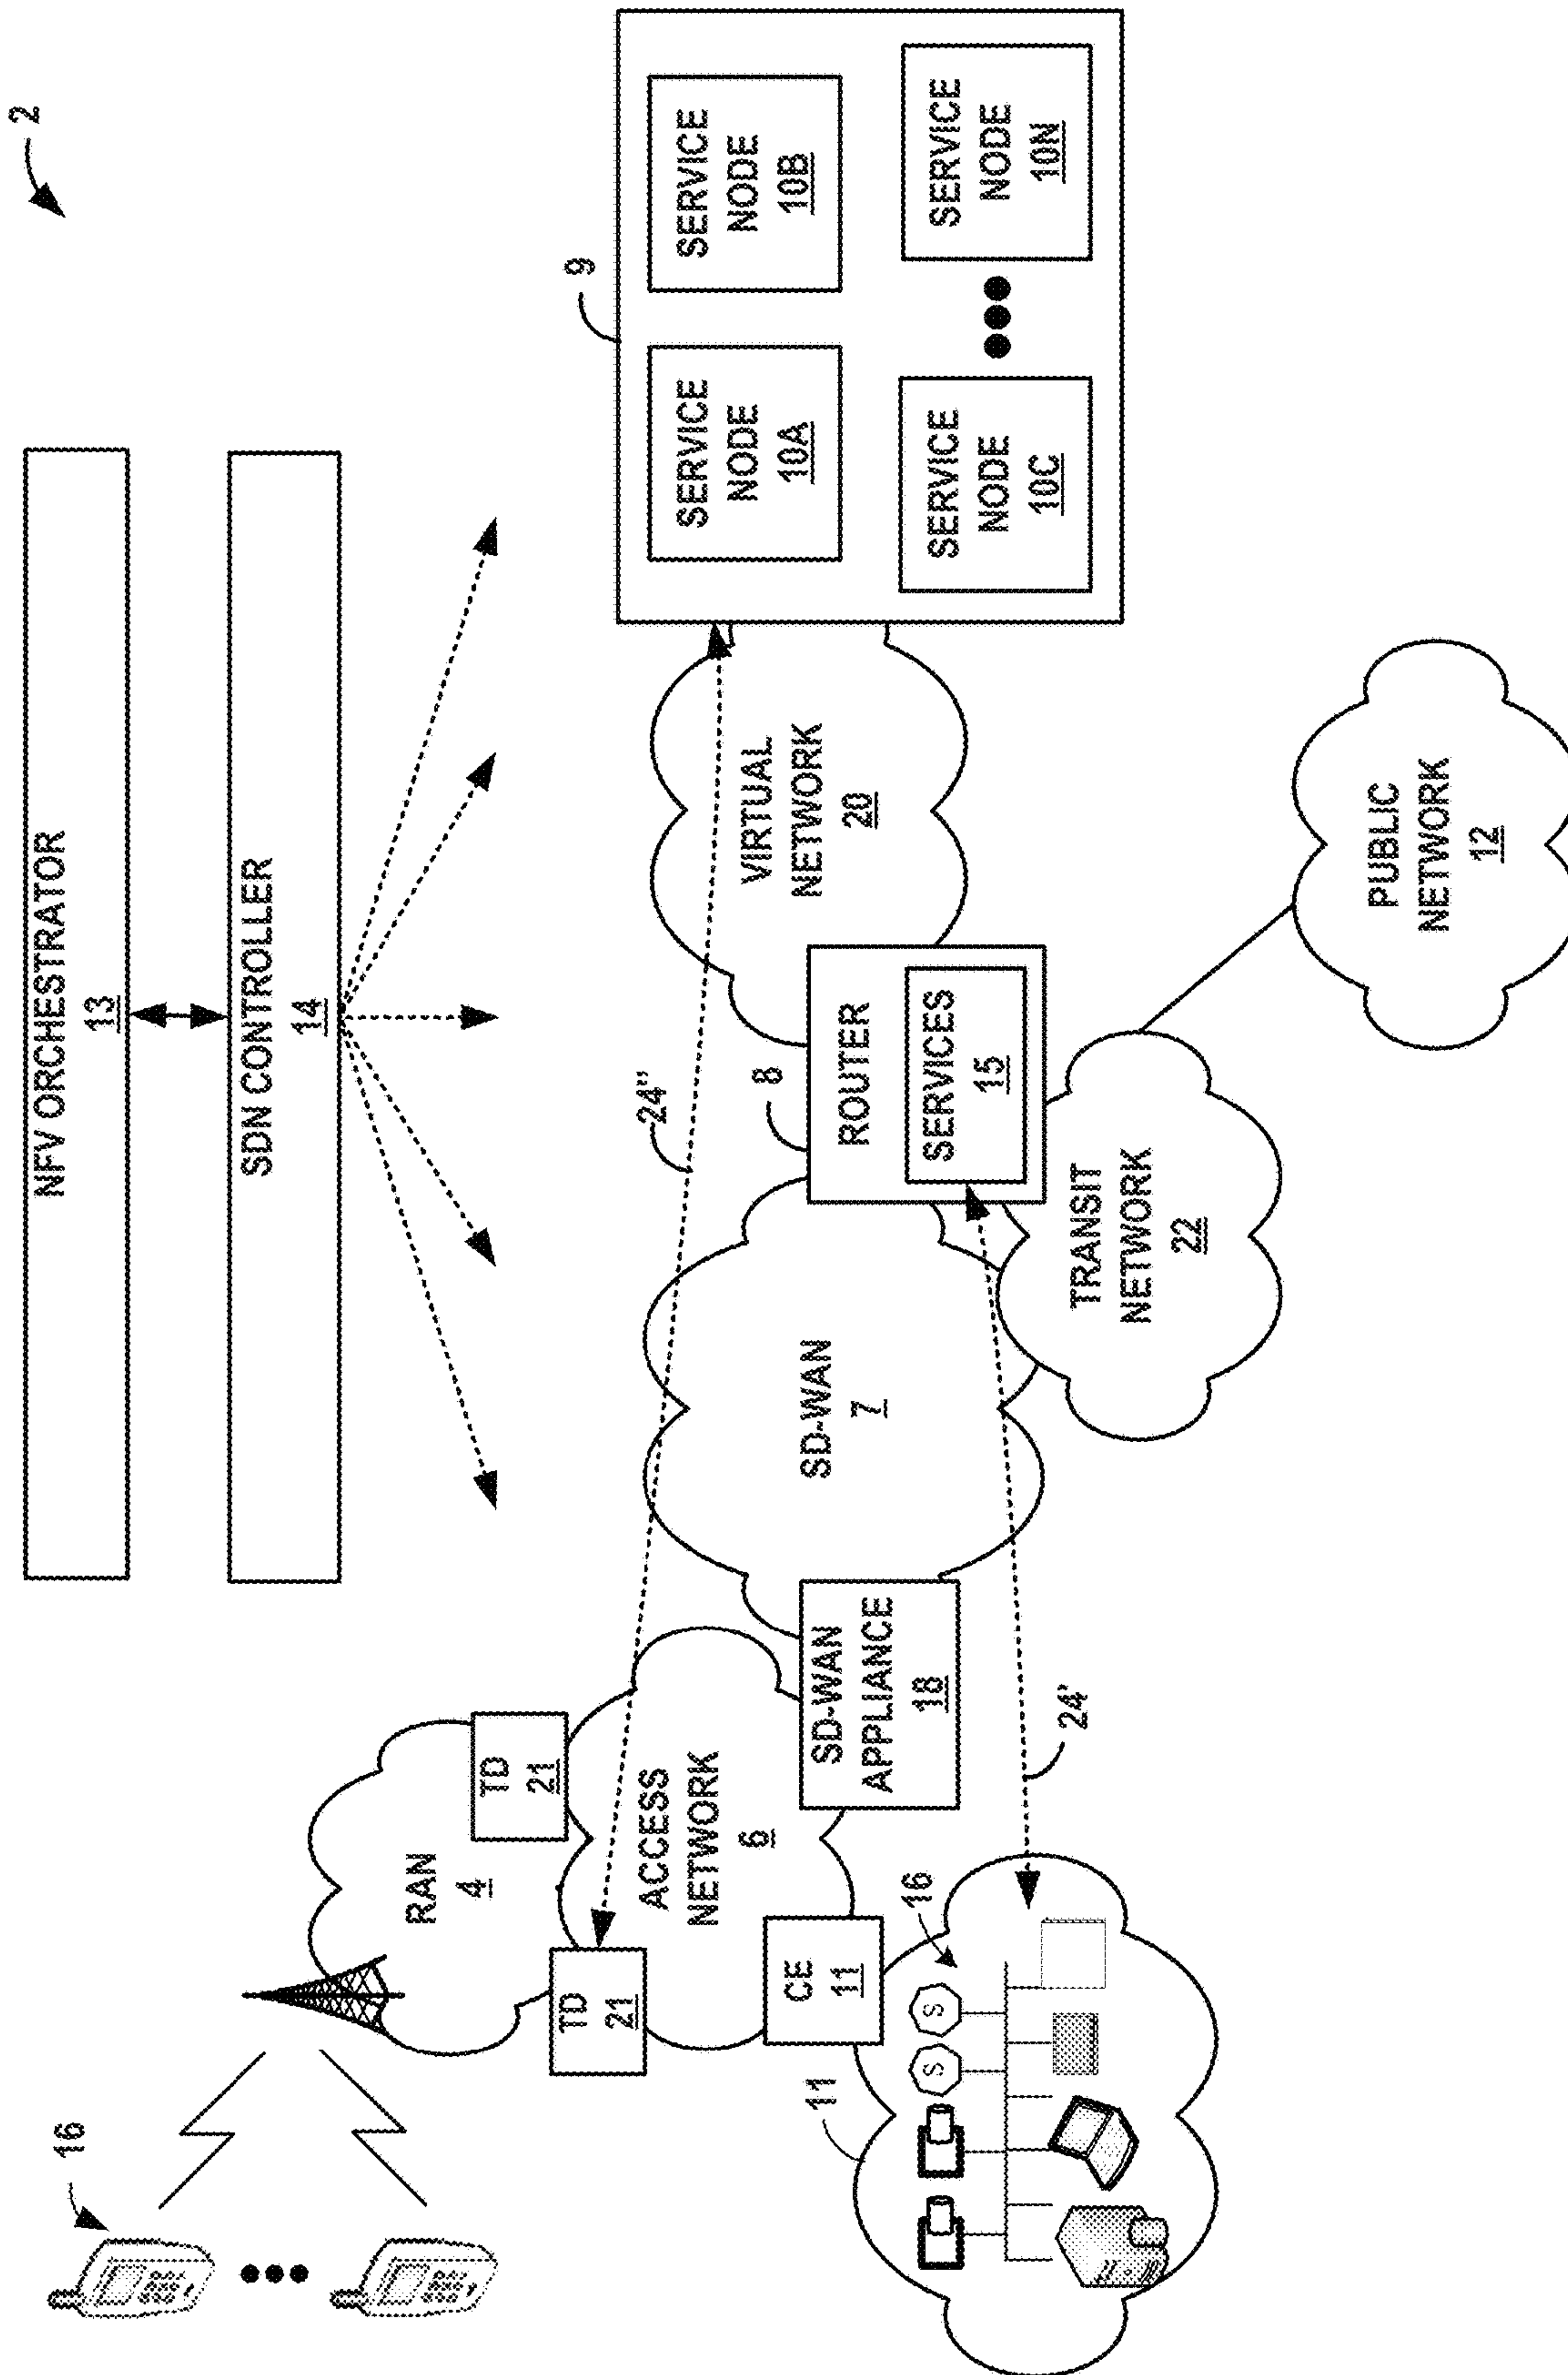 2
NFV ORCHESTRATOR
13
SDN CONTROLLER
14
16
RAN
4
TD
21
TD
21
ACCESS
NETWORK
6
CE
11
11
16
S
S
SD-WAN
APPLIANCE
18
24'
24"
SD-WAN
7
8
ROUTER
SERVICES
15
TRANSIT
NETWORK
22
VIRTUAL
NETWORK
20
PUBLIC
NETWORK
12
9
SERVICE
NODE
10A
SERVICE
NODE
10B
SERVICE
NODE
10C
SERVICE
NODE
10N